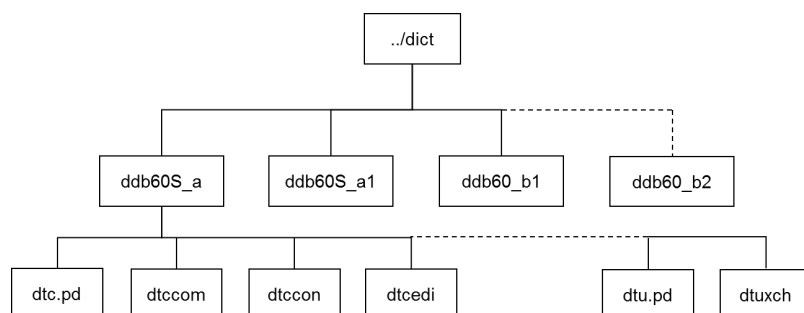 ../dict
ddb60S_a
ddb60S_a1
ddb60_b1
ddb60_b2
dtc.pd
dtccom
dtccon
dtcedi
dtu.pd
dtuxch